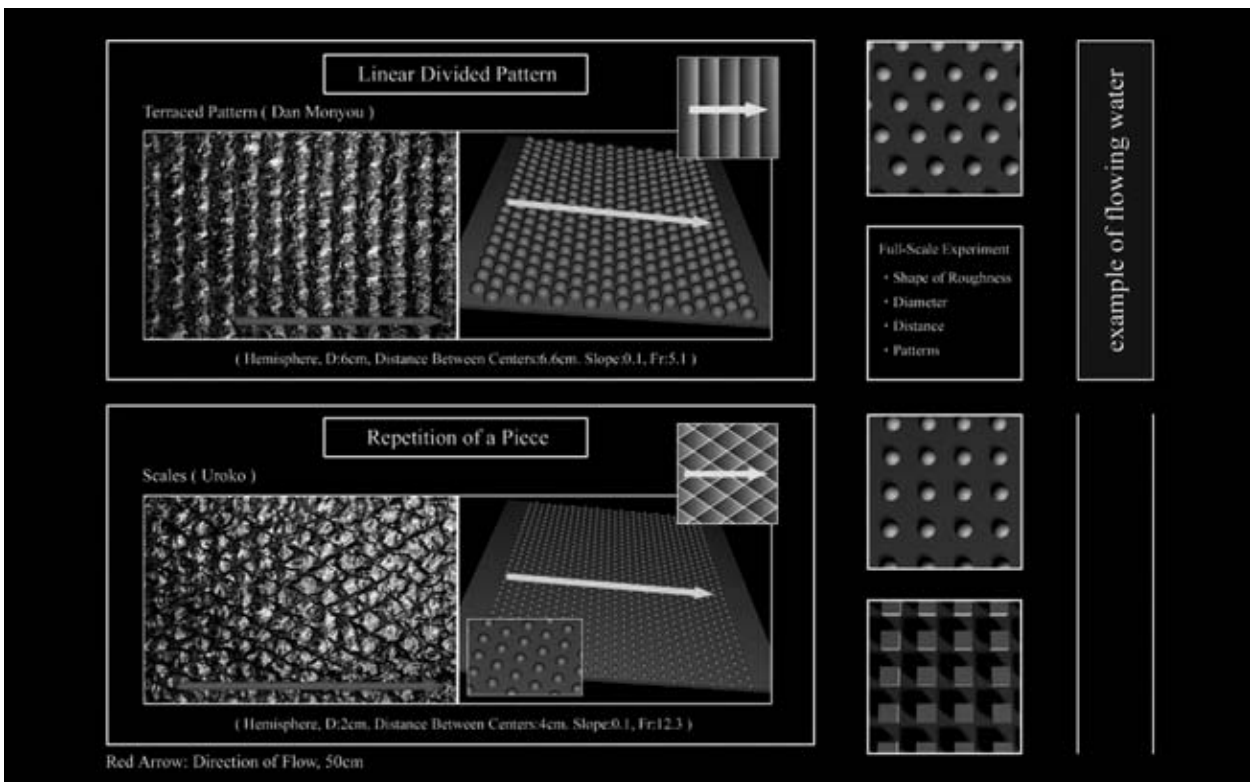 Linear Divided Pattern
Terraced Pattern ( Dan Monyou )
( Hemisphere, D:6cm, Distance Between Centers:6.6cm. Slope:0.1, Fr:5.1 )
Repetition of a Piece
Scales ( Uroko )
( Hemisphere, D:2cm. Distance Between Centers:4cm. Slope:0.1, Fr:12.3 )
Red Arrow: Direction of Flow, 50cm
Full-Scale Experiment
• Shape of Roughness
• Diameter
• Distance
• Patterns
example of flowing water